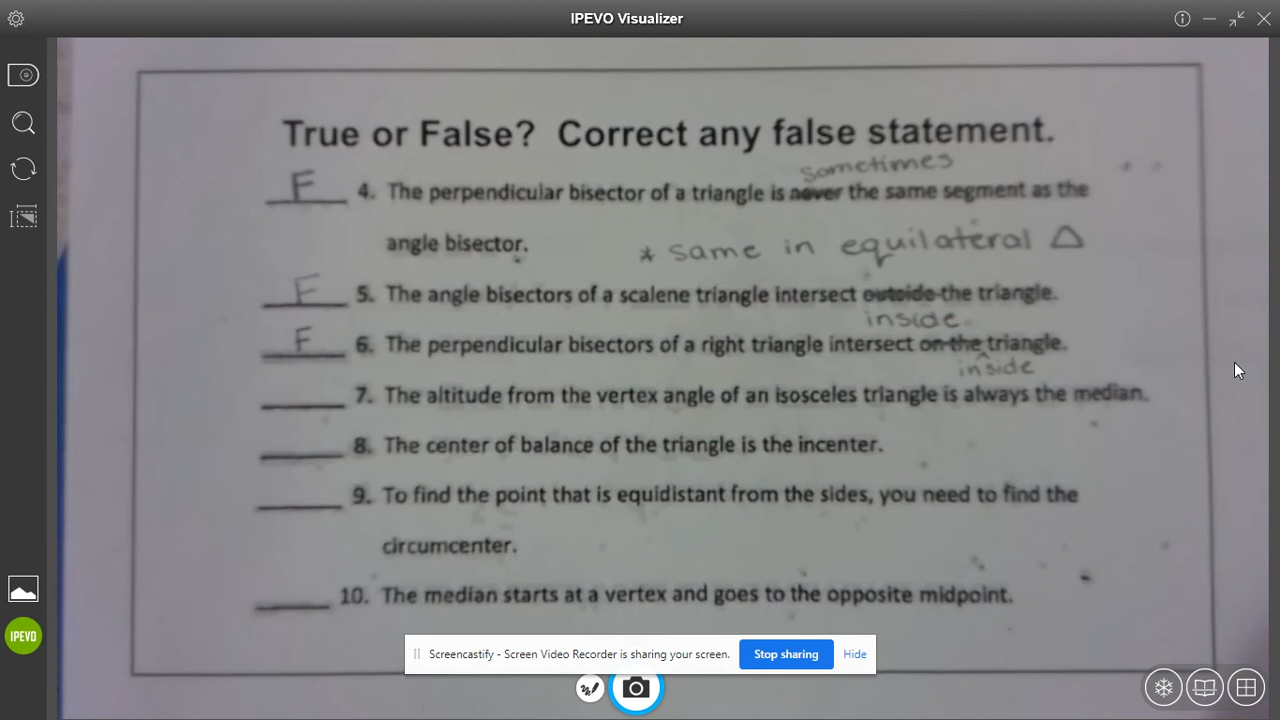 IPEVO Visualizer
True or False? Correct any false statement.
sometimes
F 4. The perpendicular bisector of a triangle is never the same segment as the
angle bisector. * same in equilateral △
F 5. The angle bisectors of a scalene triangle intersect outside the triangle.
inside
F 6. The perpendicular bisectors of a right triangle intersect on the triangle.
inside
7. The altitude from the vertex angle of an isosceles triangle is always the median.
8. The center of balance of the triangle is the incenter.
9. To find the point that is equidistant from the sides, you need to find the
circumcenter.
10. The median starts at a vertex and goes to the opposite midpoint.
IPEVO
Screencastify - Screen Video Recorder is sharing your screen. Stop sharing Hide